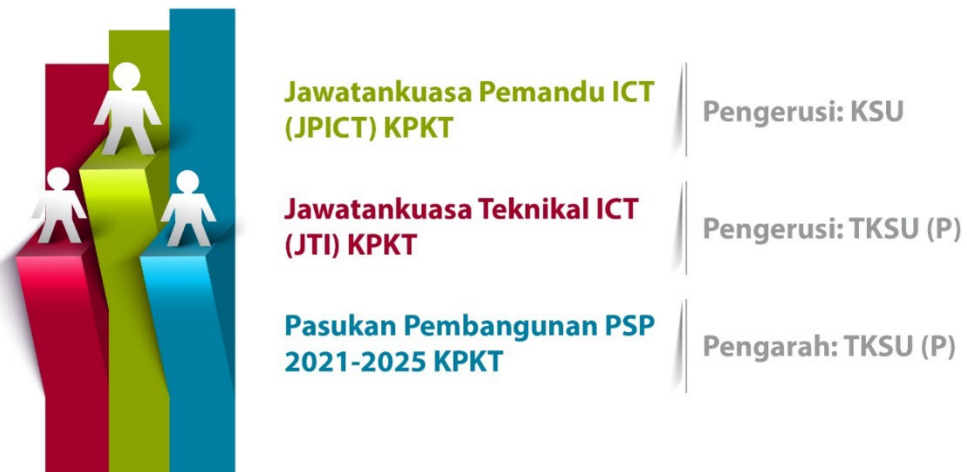 Jawatankuasa Pemandu ICT
(JPICT) KPKT
Pengerusi: KSU
Jawatankuasa Teknikal ICT
(JTI) KPKT
Pengerusi: TKSU (P)
Pasukan Pembangunan PSP
2021-2025 KPKT
Pengarah: TKSU (P)